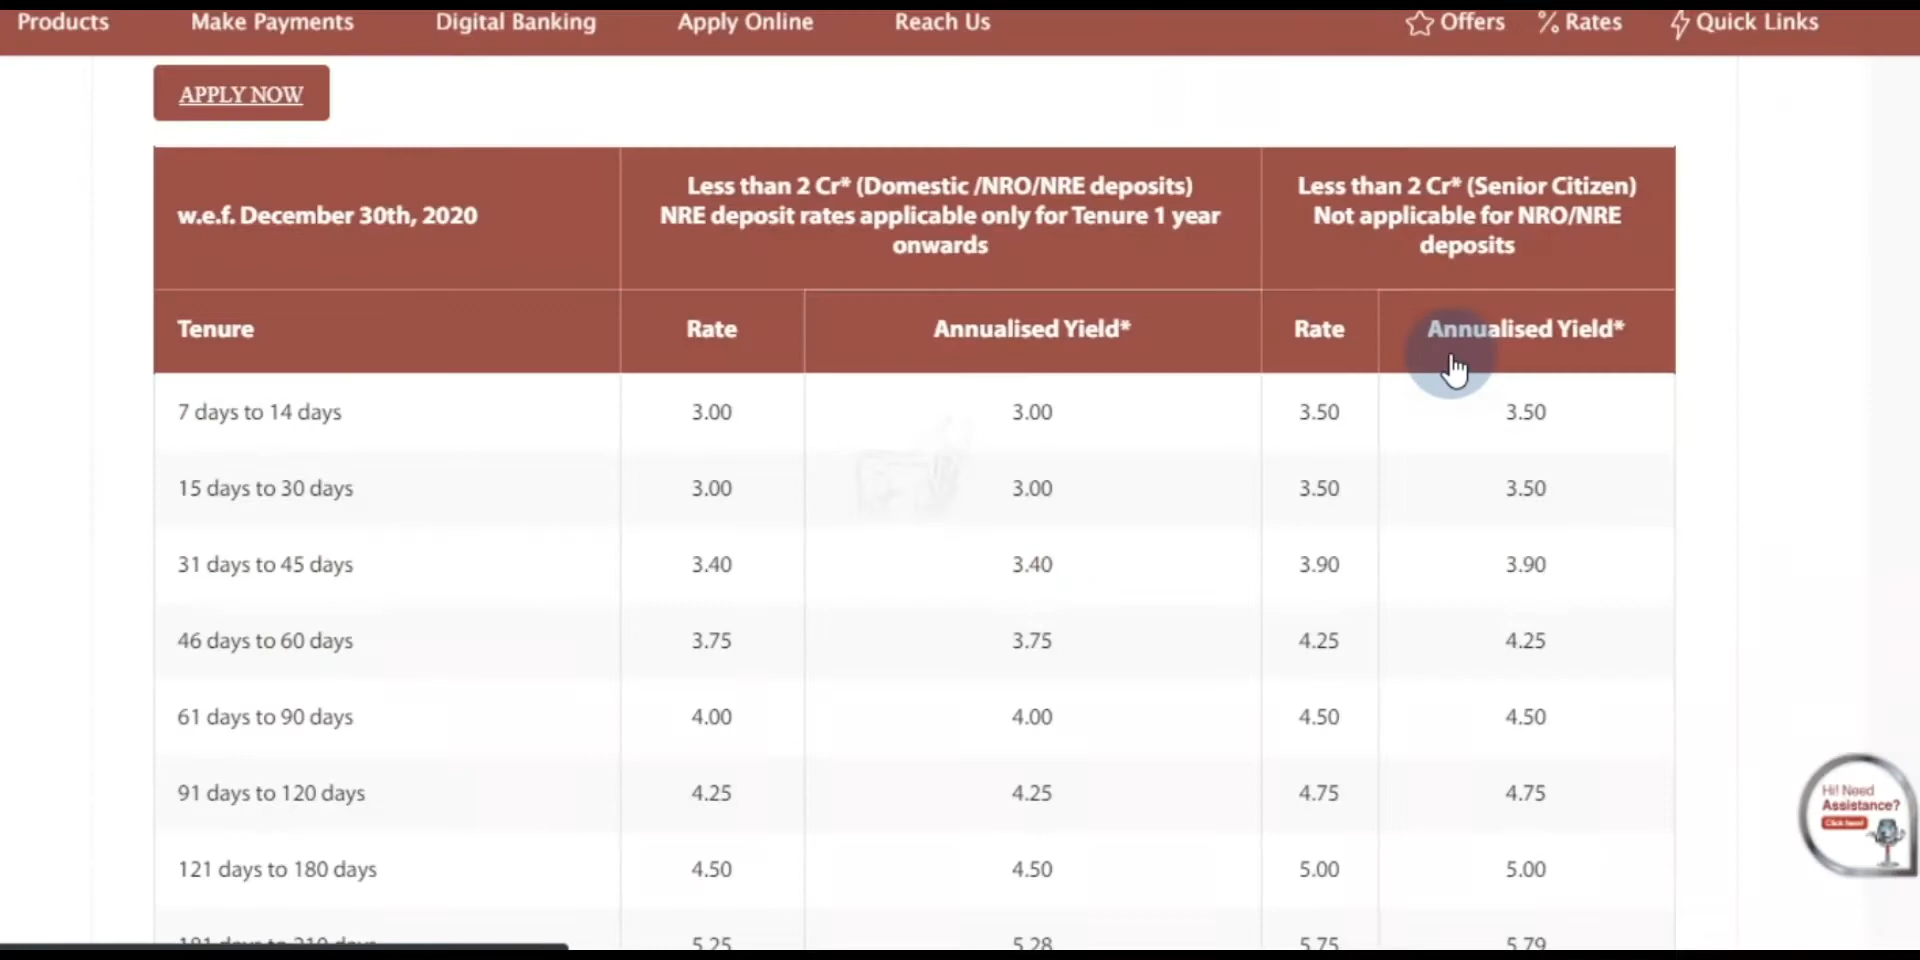 Products Make Payments Digital Banking Apply Online Reach Us Offers % Rates Quick Links
APPLY NOW
w.e.f. December 30th, 2020
Less than 2 Cr* (Domestic /NRO/NRE deposits)
NRE deposit rates applicable only for Tenure 1 year
onwards
Less than 2 Cr* (Senior Citizen)
Not applicable for NRO/NRE
deposits
Tenure Rate Annualised Yield* Rate Annualised Yield*
7 days to 14 days 3.00 3.00 3.50 3.50
15 days to 30 days 3.00 3.00 3.50 3.50
31 days to 45 days 3.40 3.40 3.90 3.90
46 days to 60 days 3.75 3.75 4.25 4.25
61 days to 90 days 4.00 4.00 4.50 4.50
91 days to 120 days 4.25 4.25 4.75 4.75
121 days to 180 days 4.50 4.50 5.00 5.00
181 days to 210 days 5.25 5.28 5.75 5.79
Hi! Need
Assistance?
Click here!